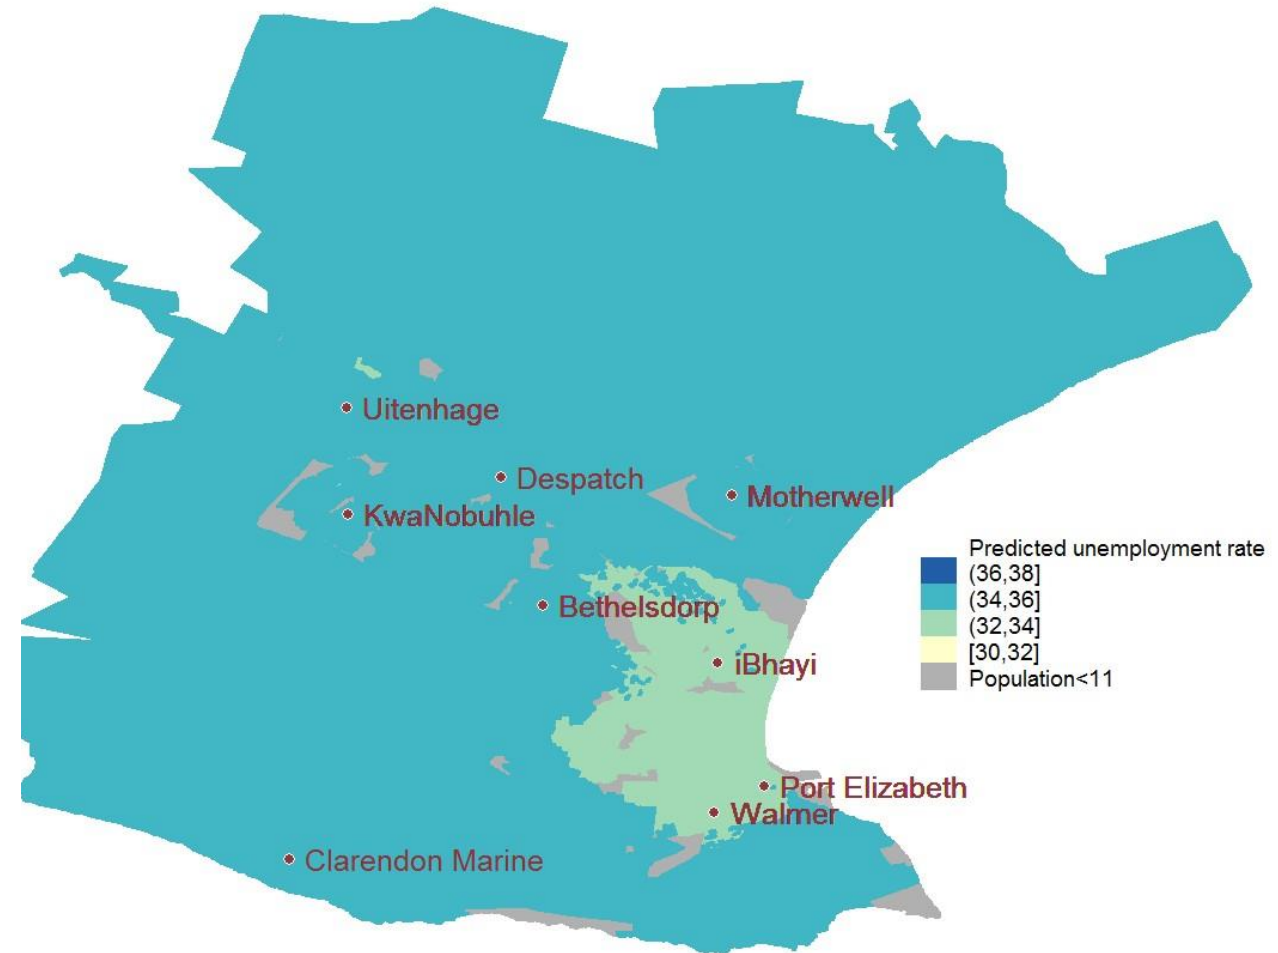 Uitenhage
Despatch
Motherwell
KwaNobuhle
Predicted unemployment rate
(36,38]
(34,36]
(32,34]
[30,32]
Population<11
Bethelsdorp
iBhayi
Port Elizabeth
Walmer
Clarendon Marine